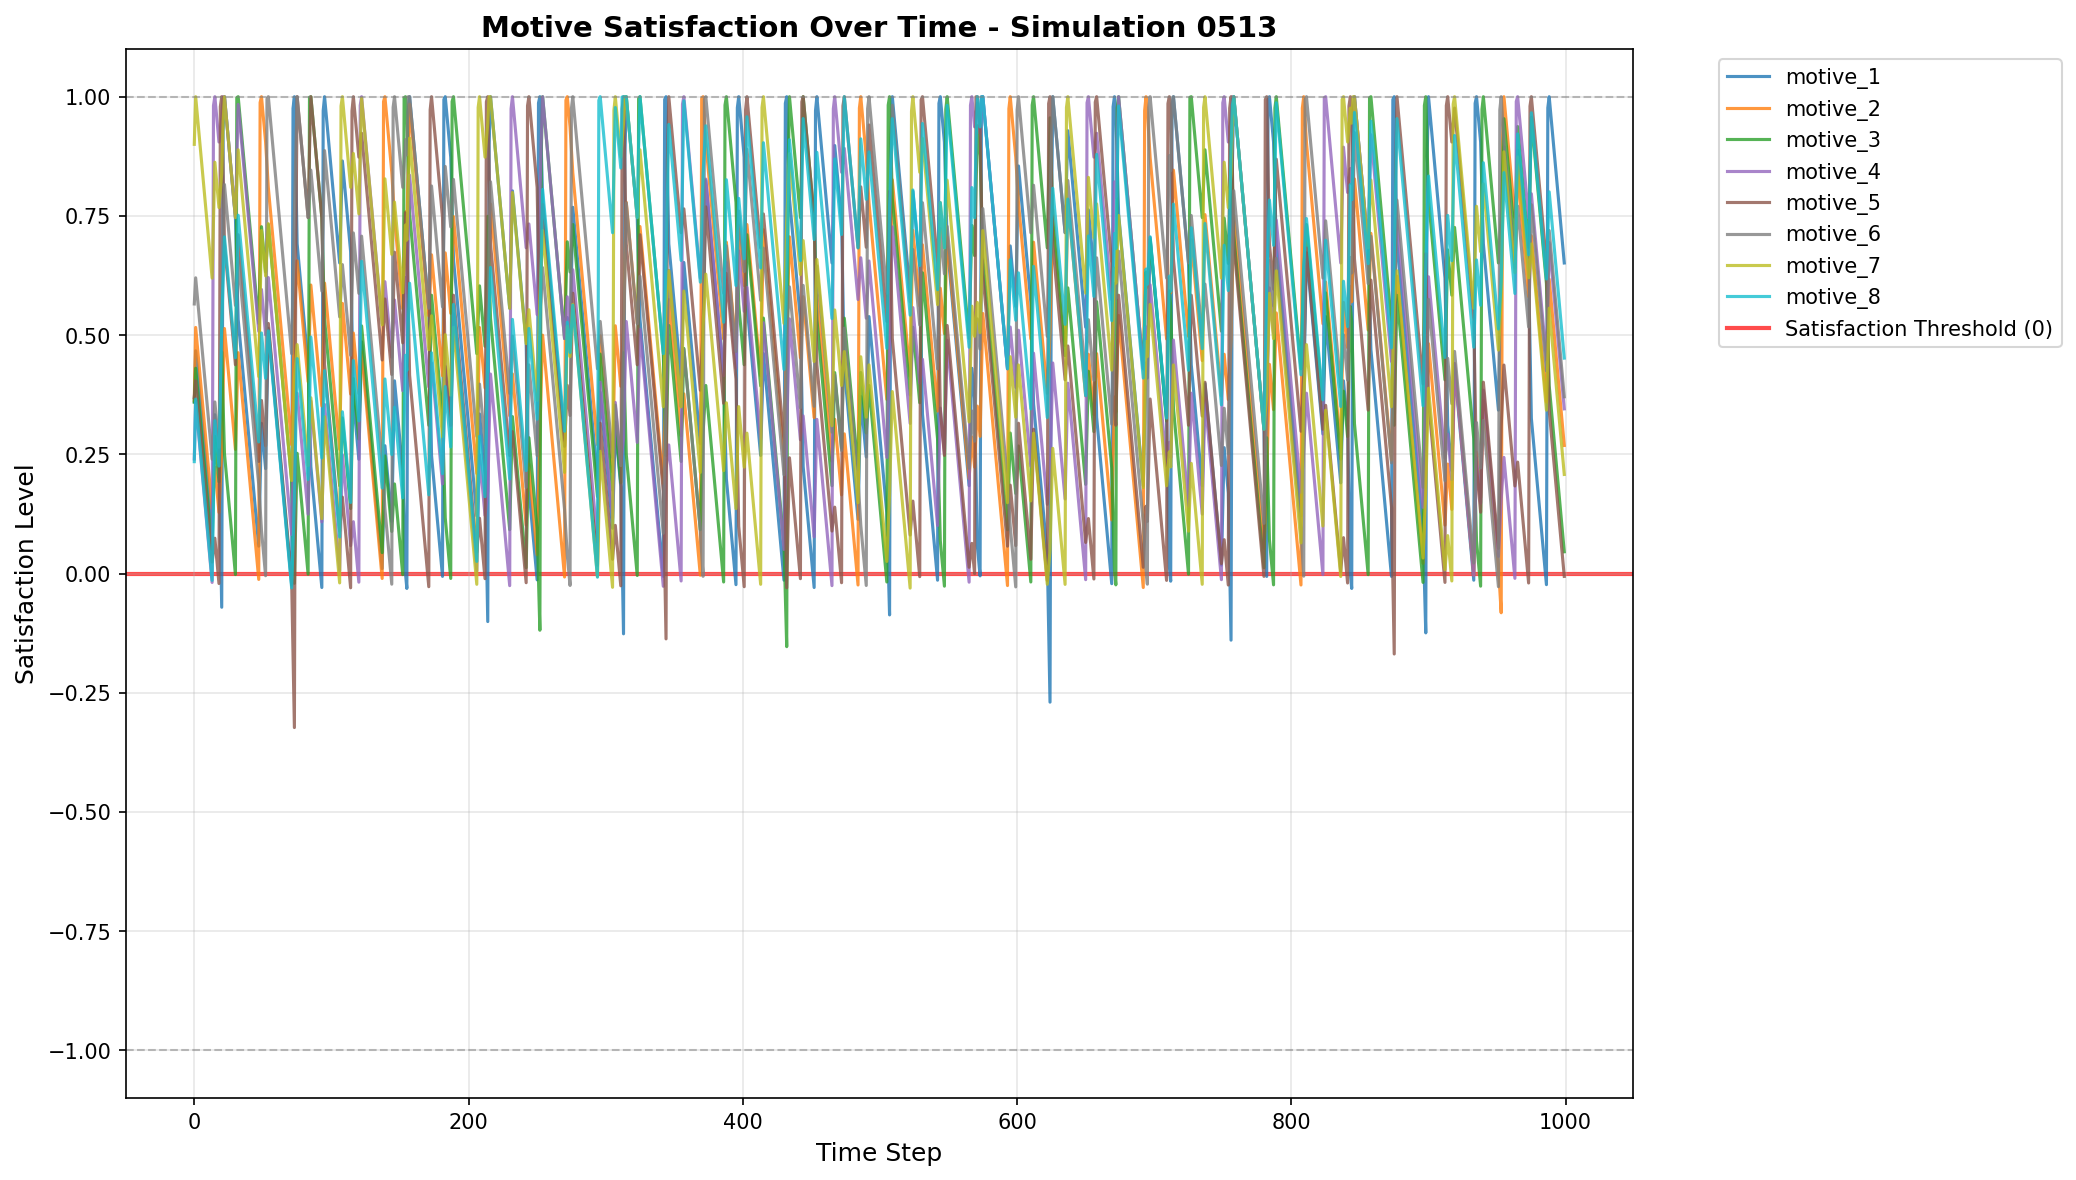 Motive Satisfaction Over Time - Simulation 0513
1.00
0.75
0.50
0.25
0.00
−0.25
−0.50
−0.75
−1.00
Satisfaction Level
0
200
400
600
800
1000
Time Step
motive_1
motive_2
motive_3
motive_4
motive_5
motive_6
motive_7
motive_8
Satisfaction Threshold (0)